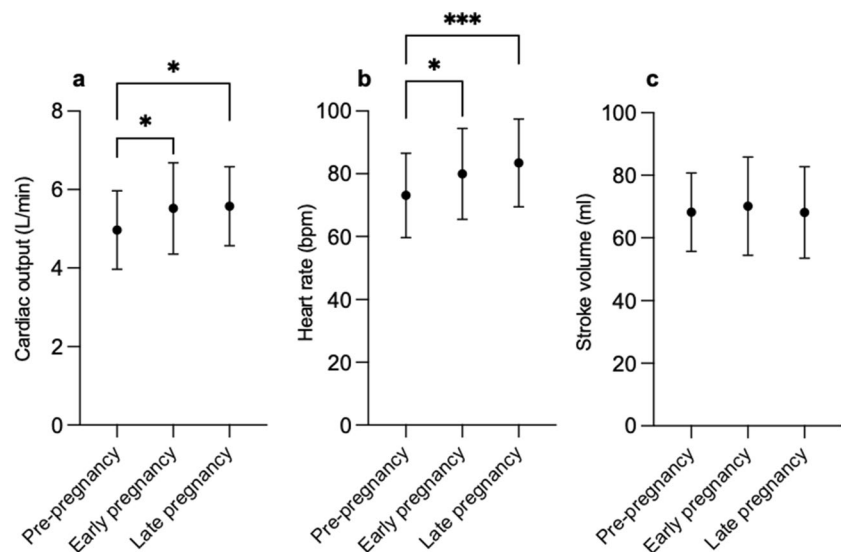 a
*
*
Cardiac output (L/min)
8
6
4
2
0
Pre-pregnancy
Early pregnancy
Late pregnancy
b
***
*
Heart rate (bpm)
100
80
60
40
20
0
Pre-pregnancy
Early pregnancy
Late pregnancy
c
Stroke volume (ml)
100
80
60
40
20
0
Pre-pregnancy
Early pregnancy
Late pregnancy